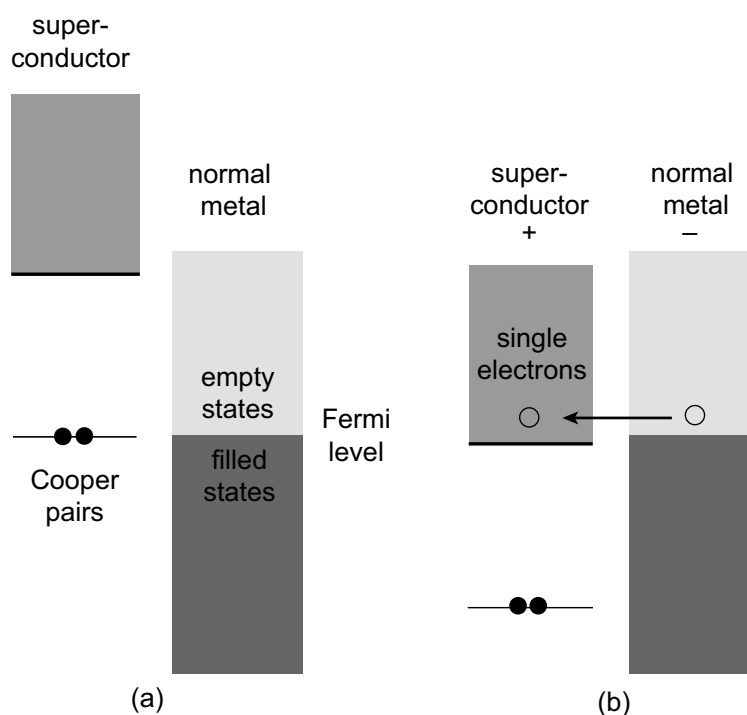 super-
conductor
normal
metal
empty
states
Fermi
level
filled
states
Cooper
pairs
(a)
super-
conductor
+
normal
metal
–
single
electrons
(b)